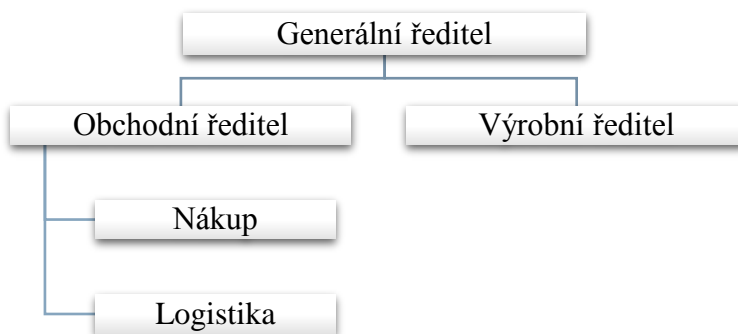 Generální ředitel
Obchodní ředitel
Výrobní ředitel
Nákup
Logistika